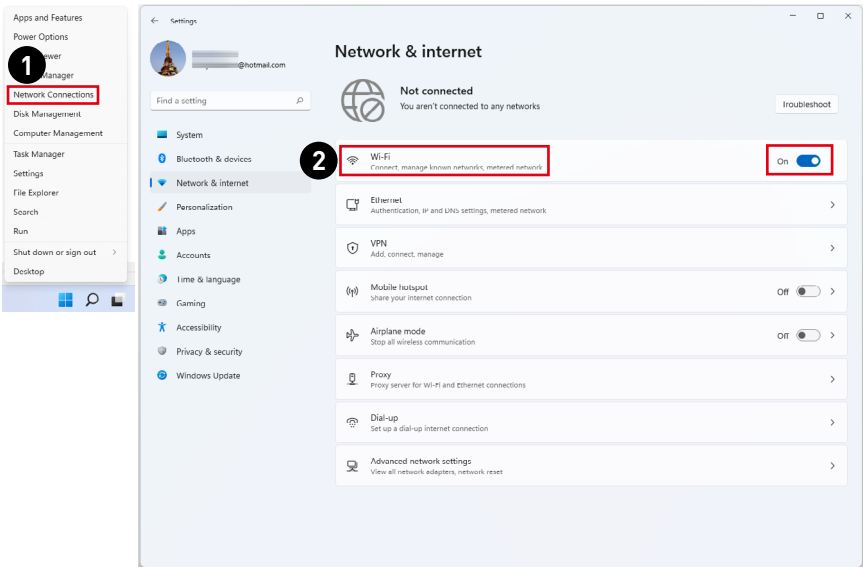 Apps and Features
Power Options
ewer
Manager
Network Connections
Disk Management
Computer Management
Task Manager
Settings
File Explorer
Search
Run
Shut down or sign out
Desktop
1
Settings
@hotmail.com
Find a setting
System
Bluetooth & devices
Network & internet
Personalization
Apps
Accounts
Time & language
Gaming
Accessibility
Privacy & security
Windows Update
Network & internet
Not connected
You aren't connected to any networks
Troubleshoot
2
Wi-Fi
Connect, manage known networks, metered network
On
Ethernet
Authentication, IP and DNS settings, metered network
VPN
Add, connect, manage
Mobile hotspot
Share your internet connection
Off
Airplane mode
Stop all wireless communication
Off
Proxy
Proxy server for Wi-Fi and Ethernet connections
Dial-up
Set up a dial-up internet connection
Advanced network settings
View all network adapters, network reset